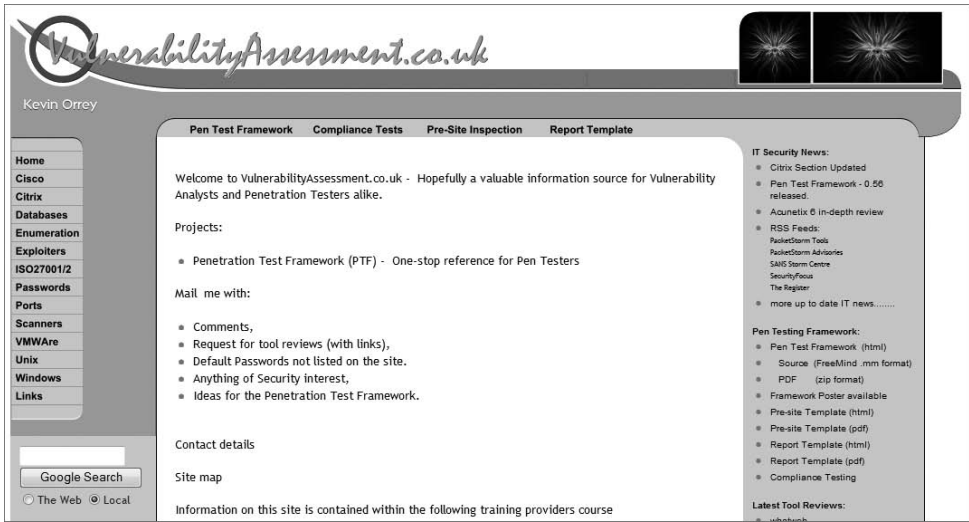 VulnerabilityAssessment.co.uk
Kevin Orrey
Pen Test Framework Compliance Tests Pre-Site Inspection Report Template
Home
Cisco
Citrix
Databases
Enumeration
Exploiters
ISO27001/2
Passwords
Ports
Scanners
VMWAre
Unix
Windows
Links
Google Search
The Web Local
Welcome to VulnerabilityAssessment.co.uk - Hopefully a valuable information source for Vulnerability
Analysts and Penetration Testers alike.
Projects:
Penetration Test Framework (PTF) - One-stop reference for Pen Testers
Mail me with:
Comments,
Request for tool reviews (with links),
Default Passwords not listed on the site.
Anything of Security interest,
Ideas for the Penetration Test Framework.
Contact details
Site map
Information on this site is contained within the following training providers course
IT Security News:
Citrix Section Updated
Pen Test Framework - 0.56
released.
Acunetix 6 in-depth review
RSS Feeds:
PacketStorm Tools
PacketStorm Advisories
SANS Storm Centre
SecurityFocus
The Register
more up to date IT news........
Pen Testing Framework:
Pen Test Framework (html)
Source (FreeMind .mm format)
PDF (zip format)
Framework Poster available
Pre-site Template (html)
Pre-site Template (pdf)
Report Template (html)
Report Template (pdf)
Compliance Testing
Latest Tool Reviews: